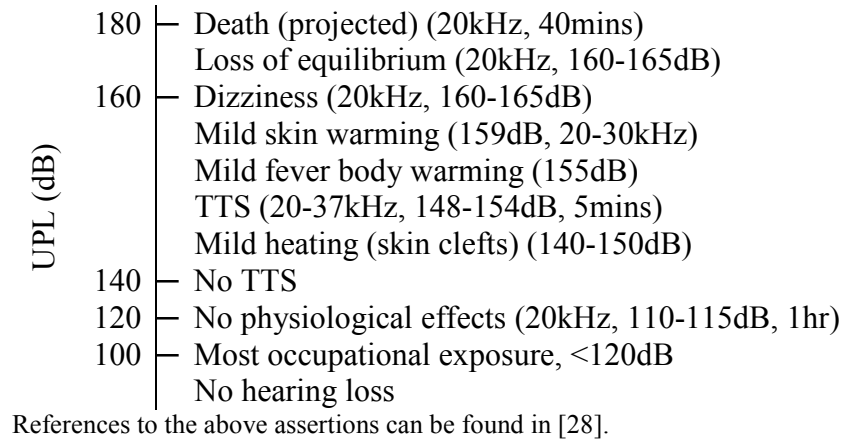 180 Death (projected) (20kHz, 40mins)
Loss of equilibrium (20kHz, 160-165dB)
160 Dizziness (20kHz, 160-165dB)
Mild skin warming (159dB, 20-30kHz)
Mild fever body warming (155dB)
TTS (20-37kHz, 148-154dB, 5mins)
Mild heating (skin clefts) (140-150dB)
140 No TTS
120 No physiological effects (20kHz, 110-115dB, 1hr)
100 Most occupational exposure, <120dB
No hearing loss
UPL (dB)
References to the above assertions can be found in [28].